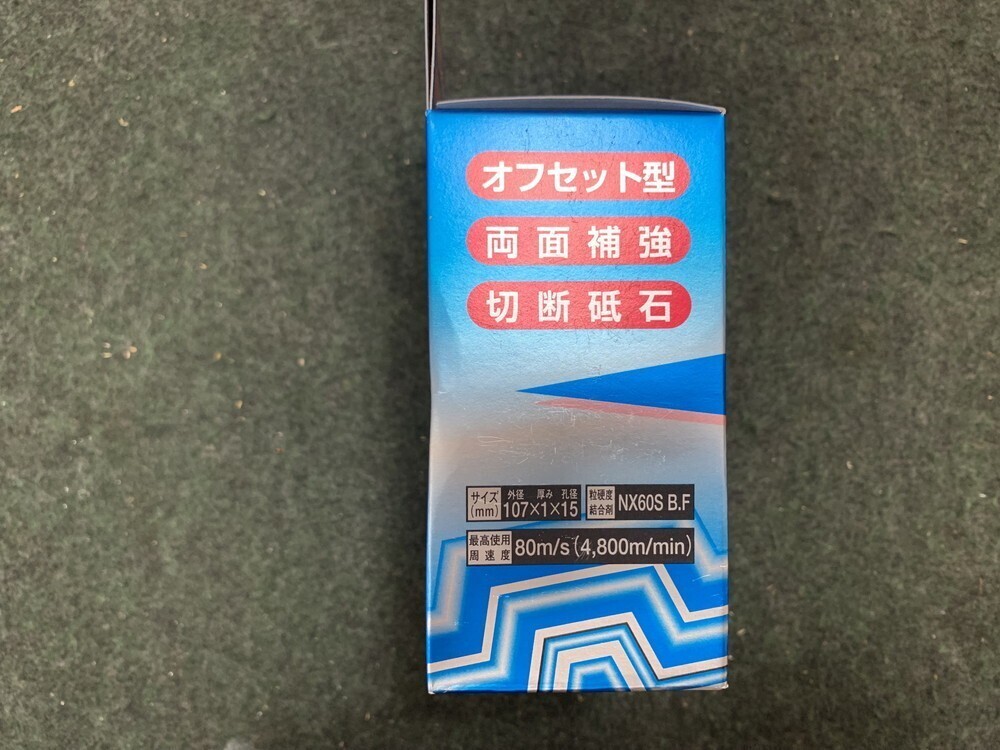 オフセット型
両面補強
切断砥石
サイズ(mm) 外径 厚み 孔径 107×1×15 粒硬度結合剤 NX60S B.F
最高使用周速度 80m/s(4,800m/min)